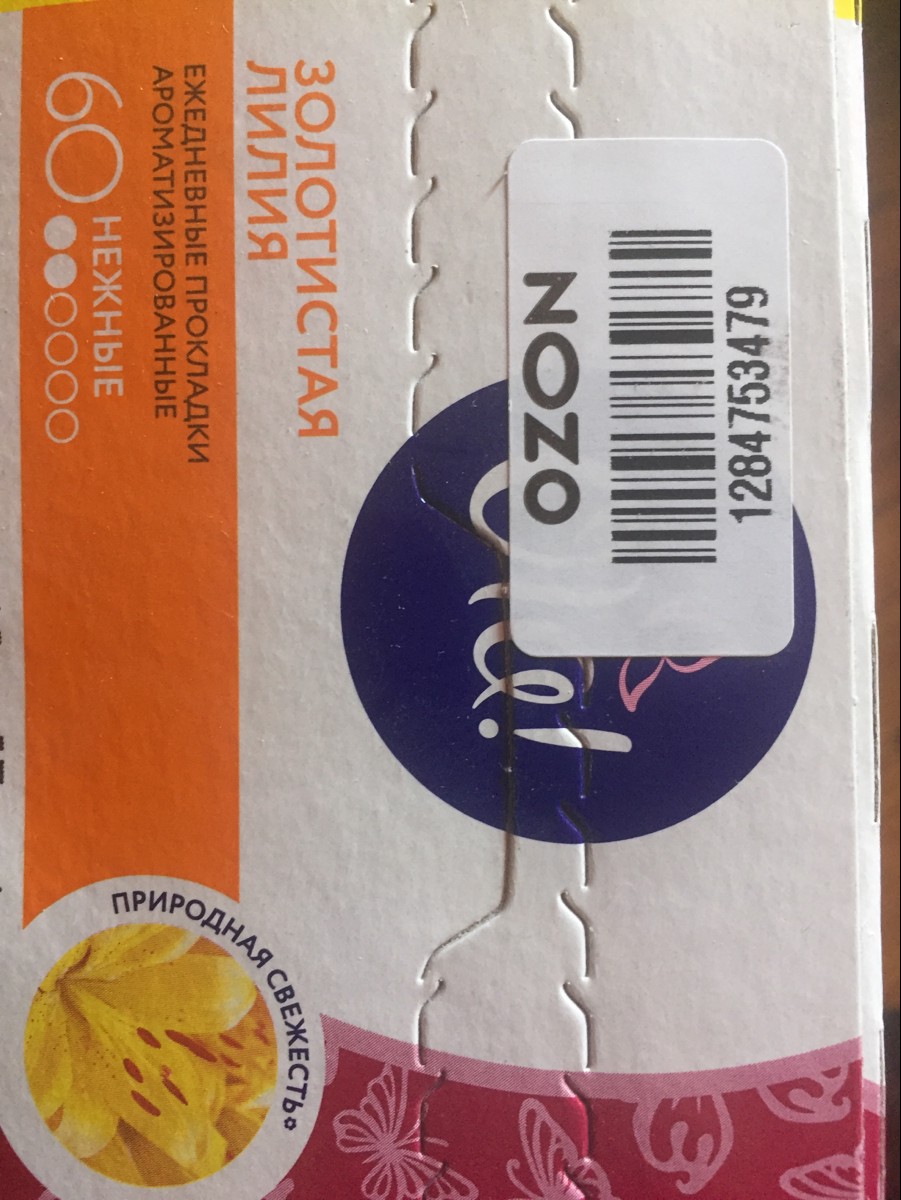 1284753479
OZON
ЗОЛОТИСТАЯ
ЛИЛИЯ
ЕЖЕДНЕВНЫЕ ПРОКЛАДКИ
АРОМАТИЗИРОВАННЫЕ
60 НЕЖНЫЕ
ПРИРОДНАЯ СВЕЖЕСТЬ